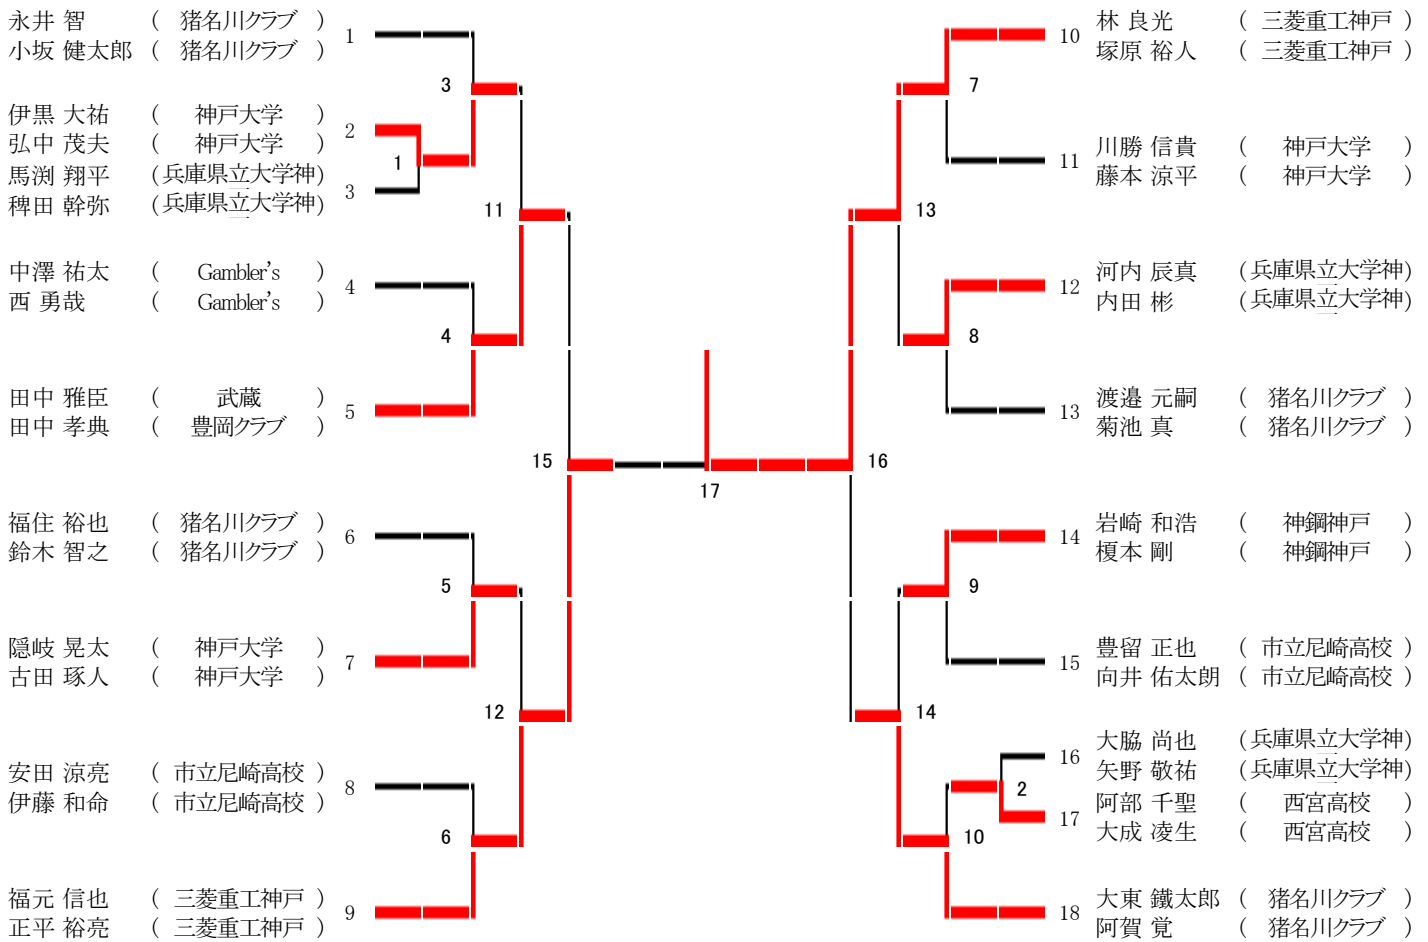 永井 智 ( 猪名川クラブ ) 1
小坂 健太郎 ( 猪名川クラブ )
3
伊黒 大祐 ( 神戸大学 ) 2
弘中 茂夫 ( 神戸大学 )
1
馬渕 翔平 (兵庫県立大学神) 3
稗田 幹弥 (兵庫県立大学神)
11
中澤 祐太 ( Gambler's ) 4
西 勇哉 ( Gambler's )
4
田中 雅臣 ( 武蔵 ) 5
田中 孝典 ( 豊岡クラブ )
15
福住 裕也 ( 猪名川クラブ ) 6
鈴木 智之 ( 猪名川クラブ )
5
隠岐 晃太 ( 神戸大学 ) 7
古田 琢人 ( 神戸大学 )
12
安田 涼亮 ( 市立尼崎高校 ) 8
伊藤 和命 ( 市立尼崎高校 )
6
福元 信也 ( 三菱重工神戸 ) 9
正平 裕亮 ( 三菱重工神戸 )
17
10 林 良光 ( 三菱重工神戸 )
塚原 裕人 ( 三菱重工神戸 )
7
11 川勝 信貴 ( 神戸大学 )
藤本 涼平 ( 神戸大学 )
13
12 河内 辰真 (兵庫県立大学神)
内田 彬 (兵庫県立大学神)
8
13 渡邉 元嗣 ( 猪名川クラブ )
菊池 真 ( 猪名川クラブ )
16
14 岩崎 和浩 ( 神鋼神戸 )
榎本 剛 ( 神鋼神戸 )
9
15 豊留 正也 ( 市立尼崎高校 )
向井 佑太朗 ( 市立尼崎高校 )
14
16 大脇 尚也 (兵庫県立大学神)
矢野 敬祐 (兵庫県立大学神)
2
17 阿部 千聖 ( 西宮高校 )
大成 凌生 ( 西宮高校 )
10
18 大東 鐵太郎 ( 猪名川クラブ )
阿賀 覚 ( 猪名川クラブ )